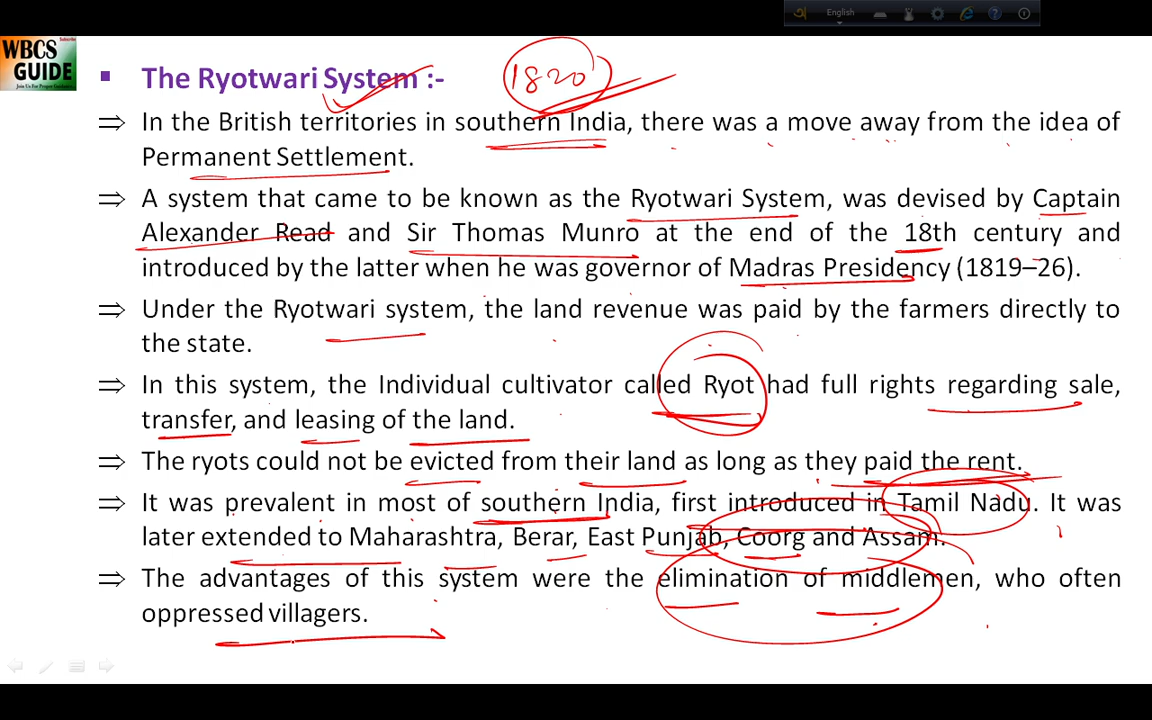 English
WBCS
GUIDE
▪ The Ryotwari System :- 1820
⇒ In the British territories in southern India, there was a move away from the idea of
Permanent Settlement.
⇒ A system that came to be known as the Ryotwari System, was devised by Captain
Alexander Read and Sir Thomas Munro at the end of the 18th century and
introduced by the latter when he was governor of Madras Presidency (1819–26).
⇒ Under the Ryotwari system, the land revenue was paid by the farmers directly to
the state.
⇒ In this system, the Individual cultivator called Ryot had full rights regarding sale,
transfer, and leasing of the land.
⇒ The ryots could not be evicted from their land as long as they paid the rent.
⇒ It was prevalent in most of southern India, first introduced in Tamil Nadu. It was
later extended to Maharashtra, Berar, East Punjab, Coorg and Assam.
⇒ The advantages of this system were the elimination of middlemen, who often
oppressed villagers.